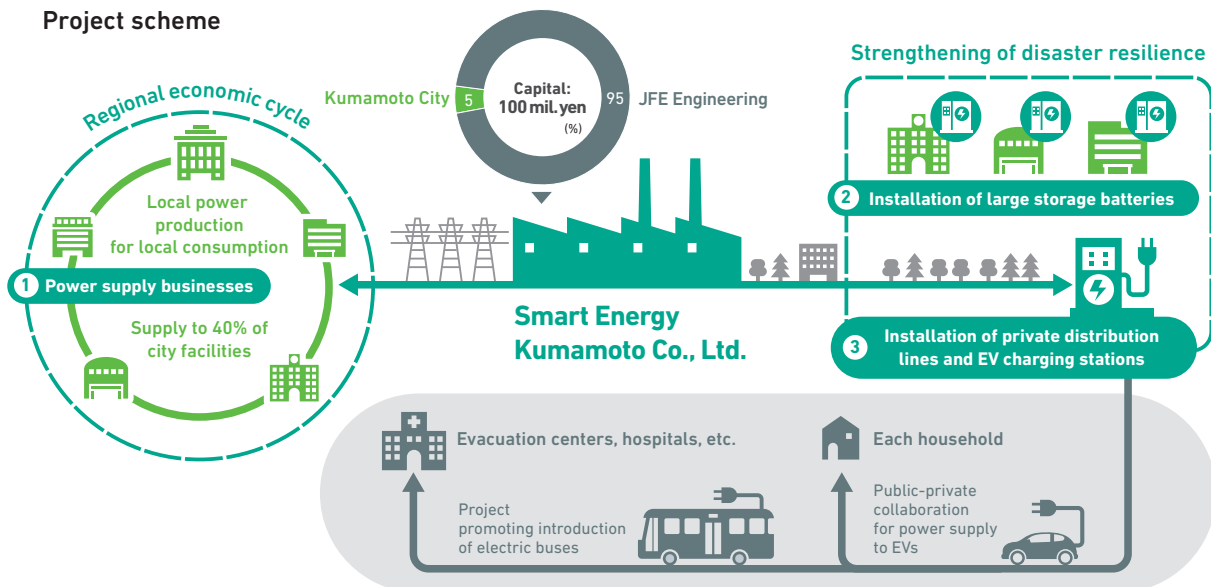 Project scheme
Kumamoto City
5
Capital:
100 mil. yen
(%)
95
JFE Engineering
Regional economic cycle
Local power
production
for local consumption
1 Power supply businesses
Supply to 40% of
city facilities
Smart Energy
Kumamoto Co., Ltd.
Strengthening of disaster resilience
2 Installation of large storage batteries
3 Installation of private distribution
lines and EV charging stations
Evacuation centers, hospitals, etc.
Project
promoting introduction
of electric buses
Each household
Public-private
collaboration
for power supply
to EVs